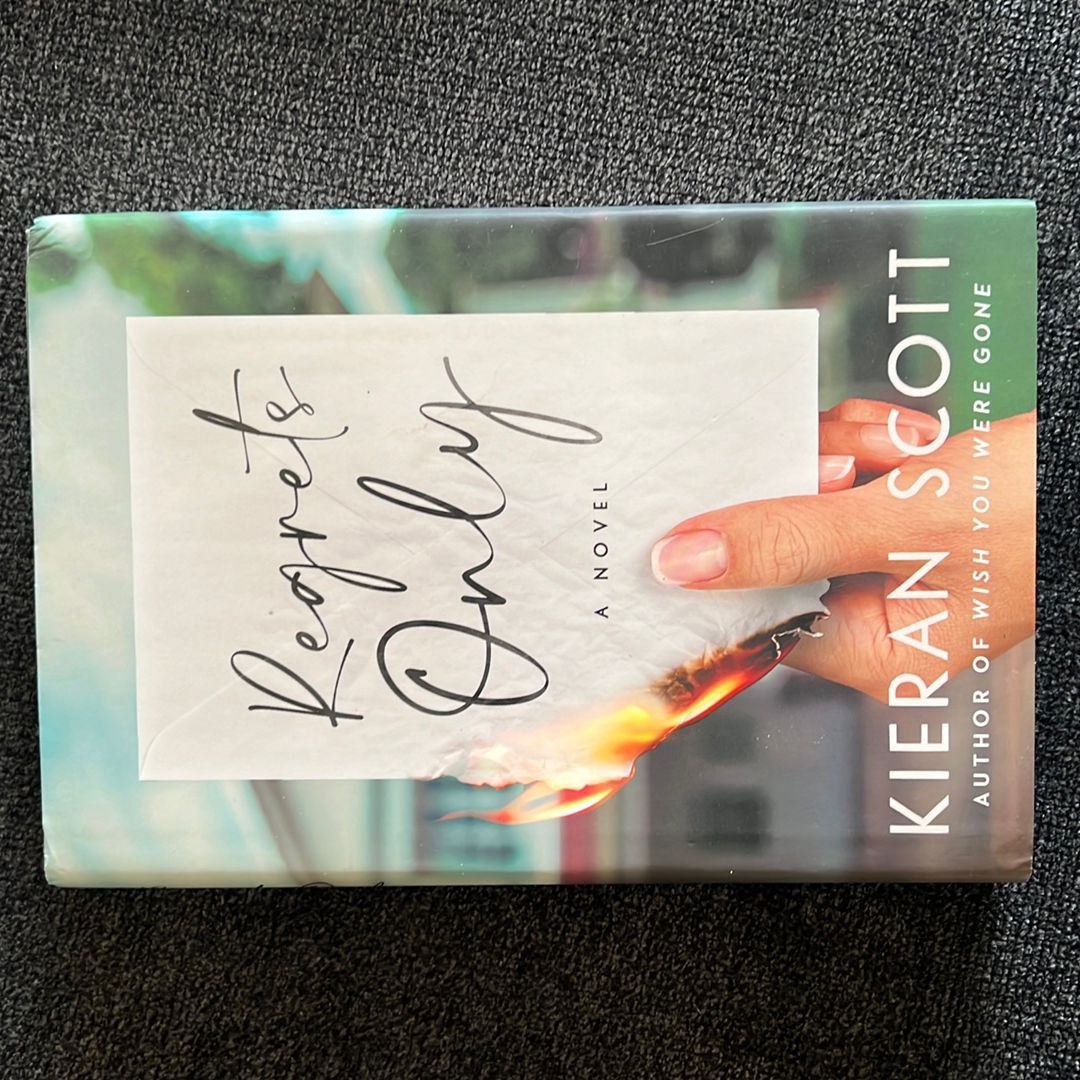 Regrets
Only
A NOVEL
KIERAN SCOTT
AUTHOR OF WISH YOU WERE GONE